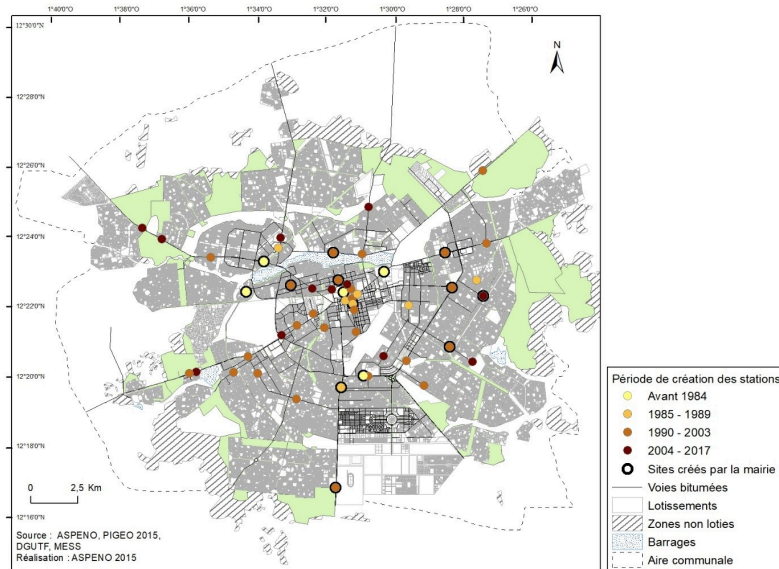 1°40'0"O 1°38'0"O 1°36'0"O 1°34'0"O 1°32'0"O 1°30'0"O 1°28'0"O 1°26'0"O
12°30'0"N
N
12°28'0"N
12°26'0"N
12°24'0"N
12°22'0"N
12°20'0"N
12°18'0"N
12°16'0"N
0 2,5 Km
Source : ASPENO, PIGEO 2015,
DGUTF, MESS
Réalisation : ASPENO 2015
Période de création des stations
Avant 1984
1985 - 1989
1990 - 2003
2004 - 2017
Sites créés par la mairie
Voies bitumées
Lotissements
Zones non loties
Barrages
Aire communale